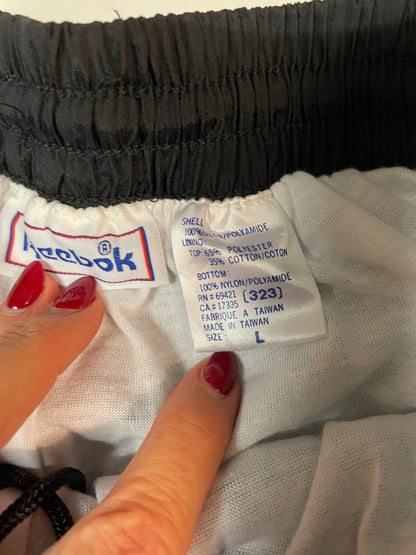 Reebok®
SHELL
100% NYLON/POLYAMIDE
LINING
TOP: 65% POLYESTER
35% COTTON/COTON
BOTTOM:
100% NYLON/POLYAMIDE
RN# 69421 (323)
CA# 17335
FABRIQUE A TAIWAN
MADE IN TAIWAN
SIZE: L